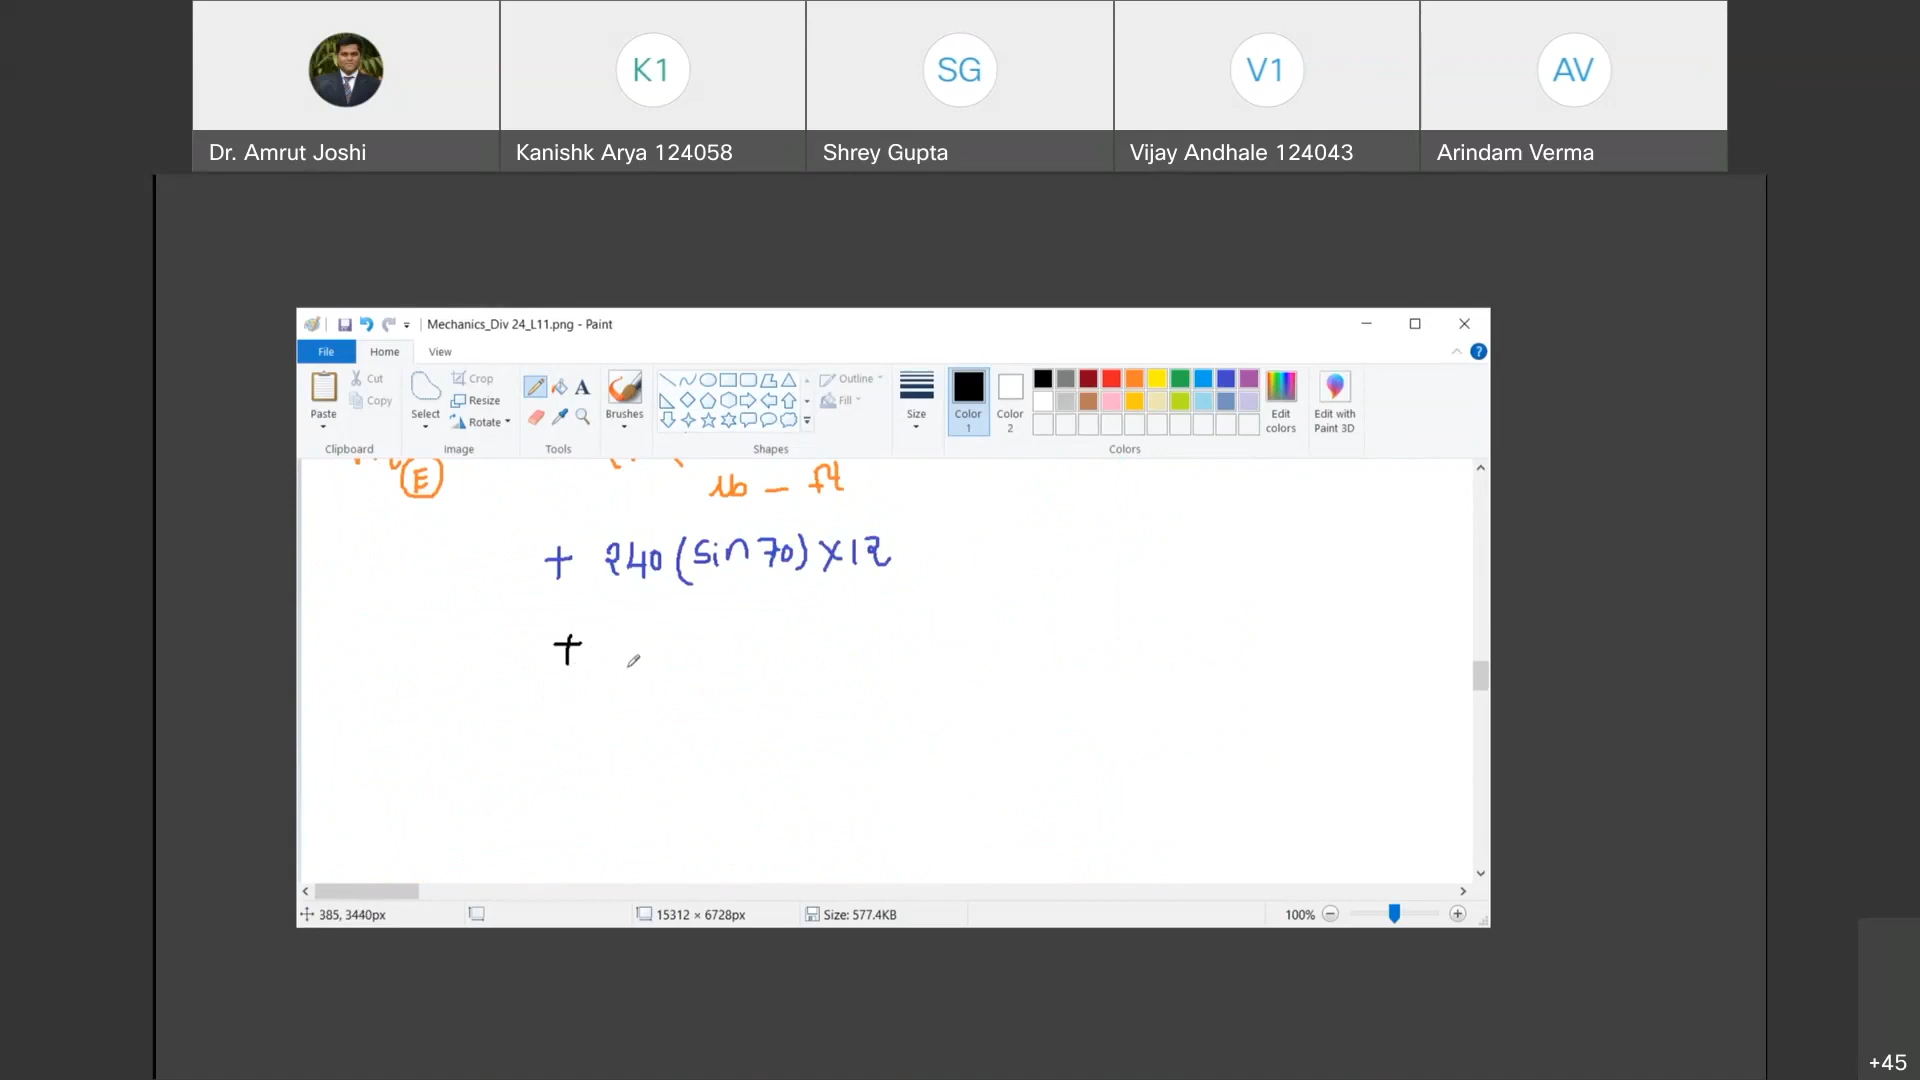 K1 SG V1 AV
Dr. Amrut Joshi Kanishk Arya 124058 Shrey Gupta Vijay Andhale 124043 Arindam Verma
Mechanics_Div 24_L11.png - Paint
File Home View
Paste Cut Copy Select Crop Resize Rotate A Brushes Outline Fill Size Color 1 Color 2 Edit colors Edit with Paint 3D
Clipboard Image Tools Shapes Colors
E
lb - ft
+ 240 (sin 70) × 12
+
385, 3440px 15312 × 6728px Size: 577.4KB 100%
+45